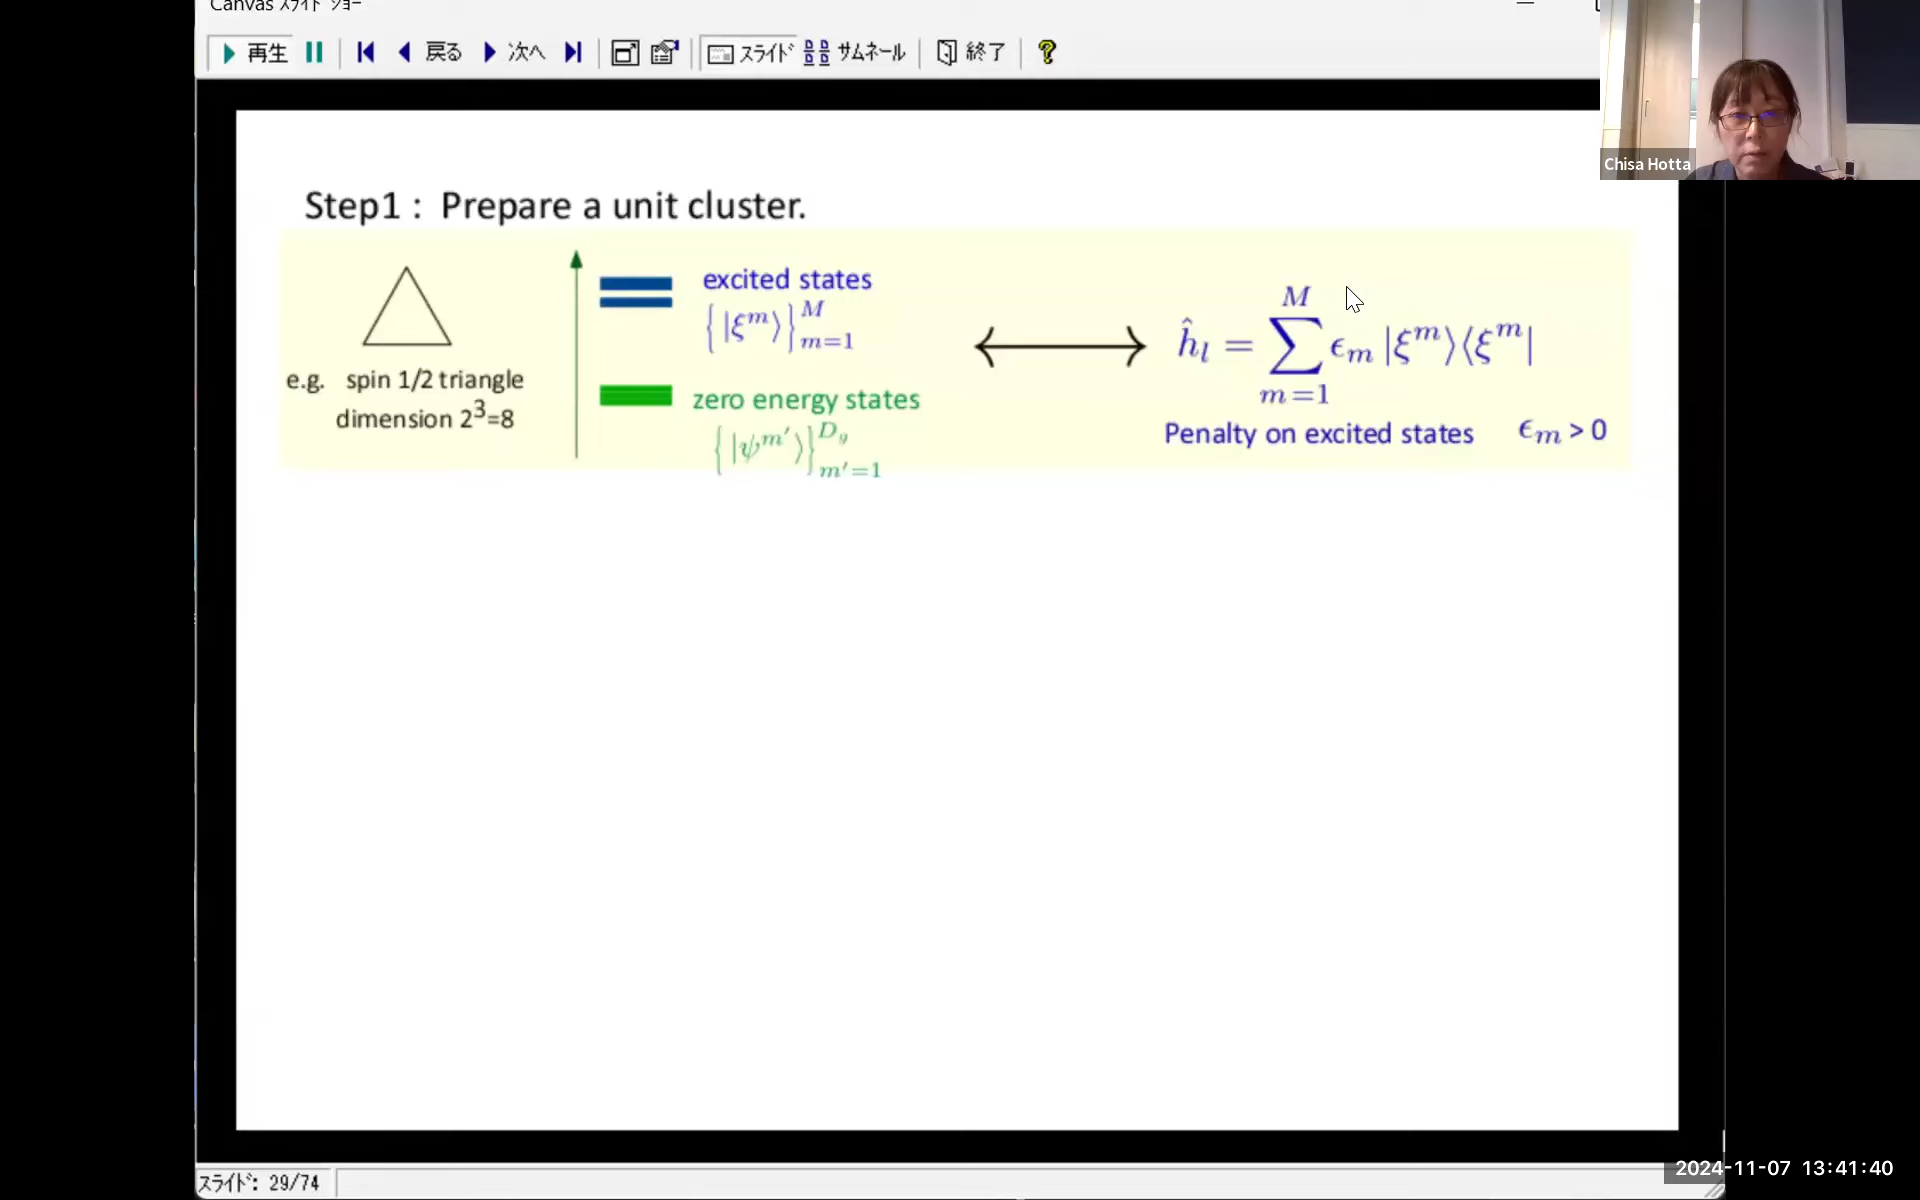 Canvas スライド ショー
再生 戻る 次へ スライド サムネール 終了
Chisa Hotta
Step1 : Prepare a unit cluster.
excited states
{ |ξ^m⟩ }_{m=1}^{M}
e.g. spin 1/2 triangle
dimension 2^3=8
zero energy states
{ |ψ^{m'}⟩ }_{m'=1}^{D_g}
ĥ_l = ∑_{m=1}^{M} ϵ_m |ξ^m⟩⟨ξ^m|
Penalty on excited states ϵ_m > 0
スライド: 29/74
2024-11-07 13:41:40